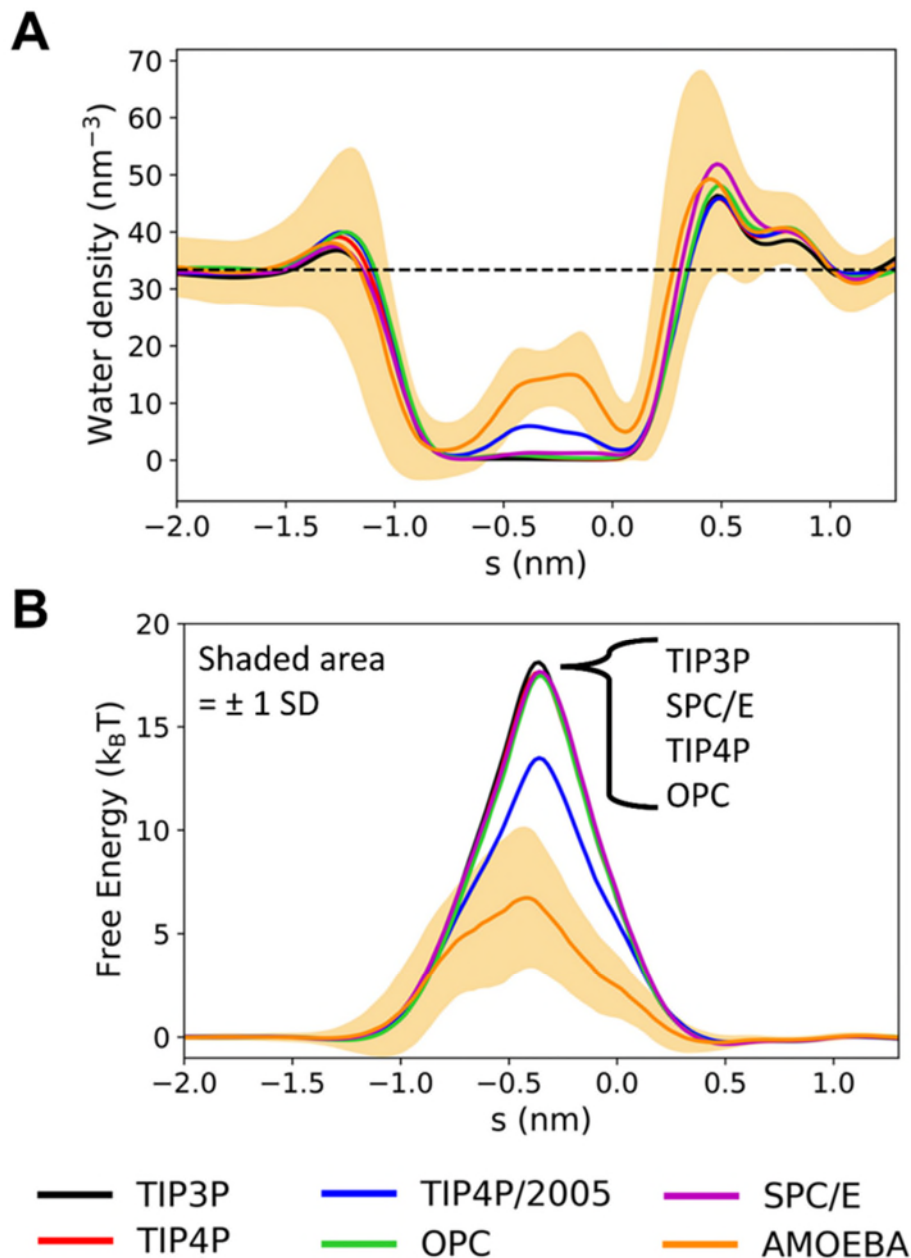 A
70
60
50
40
30
20
10
0
Water density (nm⁻³)
−2.0 −1.5 −1.0 −0.5 0.0 0.5 1.0
s (nm)
B
20
15
10
5
0
Free Energy (k_BT)
Shaded area
= ± 1 SD
TIP3P
SPC/E
TIP4P
OPC
−2.0 −1.5 −1.0 −0.5 0.0 0.5 1.0
s (nm)
TIP3P TIP4P/2005 SPC/E
TIP4P OPC AMOEBA